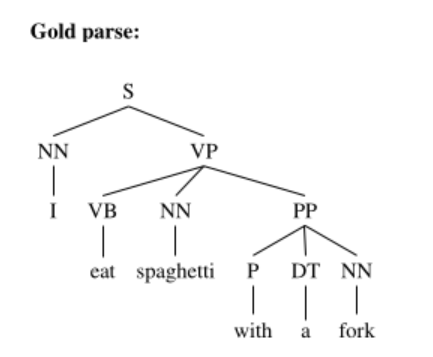 Gold parse:
S
NN VP
I VB NN PP
eat spaghetti P DT NN
with a fork